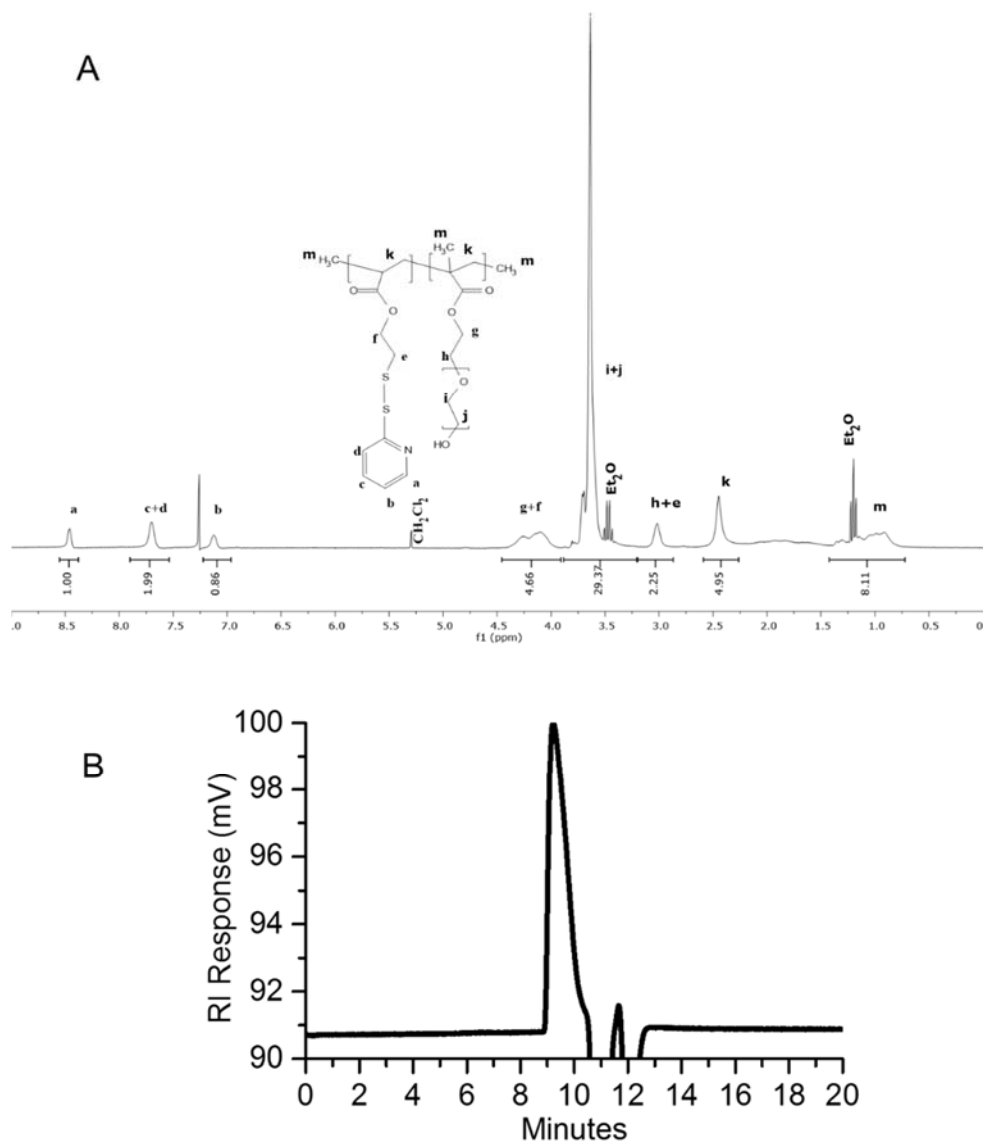 A
m
H₃C
k
m
H₃C
k
CH₃
m
O
O
O
O
f
e
g
h
S
S
O
i
j
HO
d
N
c
a
b
i+j
Et₂O
Et₂O
a
c+d
b
CH₂Cl₂
g+f
h+e
k
m
1.00
1.99
0.86
4.66
29.37
2.25
4.95
8.11
.0 8.5 8.0 7.5 7.0 6.5 6.0 5.5 5.0 4.5 4.0 3.5 3.0 2.5 2.0 1.5 1.0 0.5 0.
f1 (ppm)
B
RI Response (mV)
100
98
96
94
92
90
0 2 4 6 8 10 12 14 16 18 20
Minutes